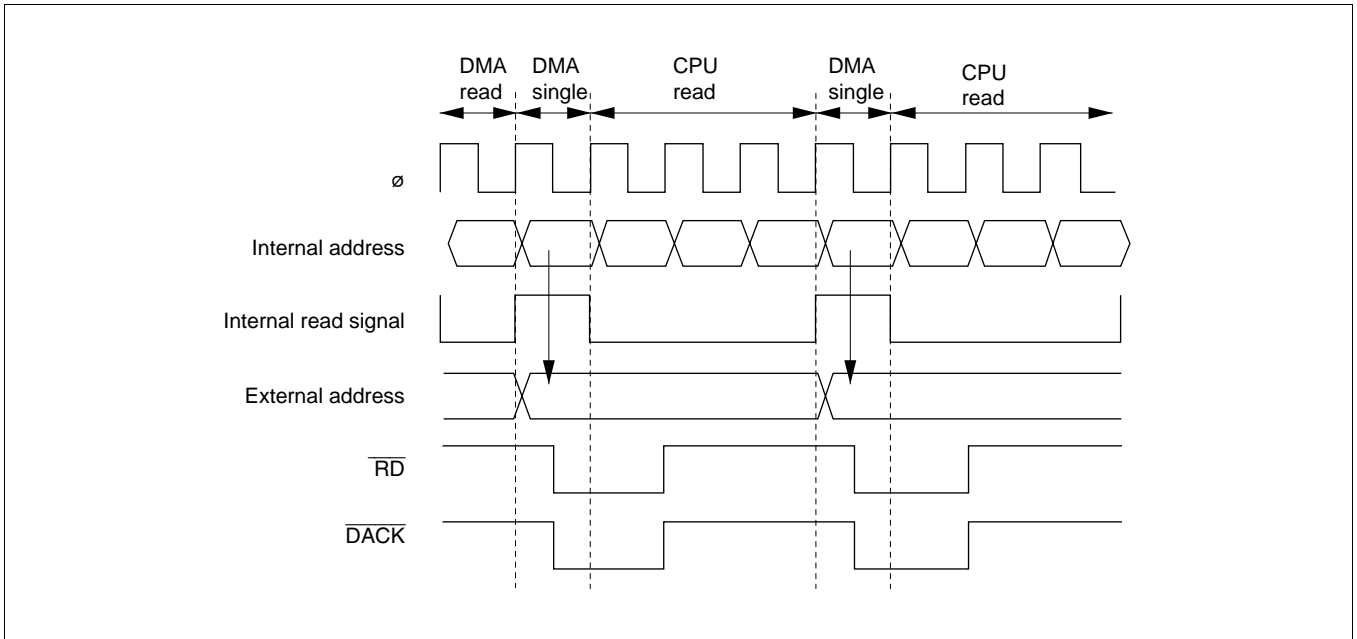 DMA
read
DMA
single
CPU
read
DMA
single
CPU
read
ø
Internal address
Internal read signal
External address
RD
DACK